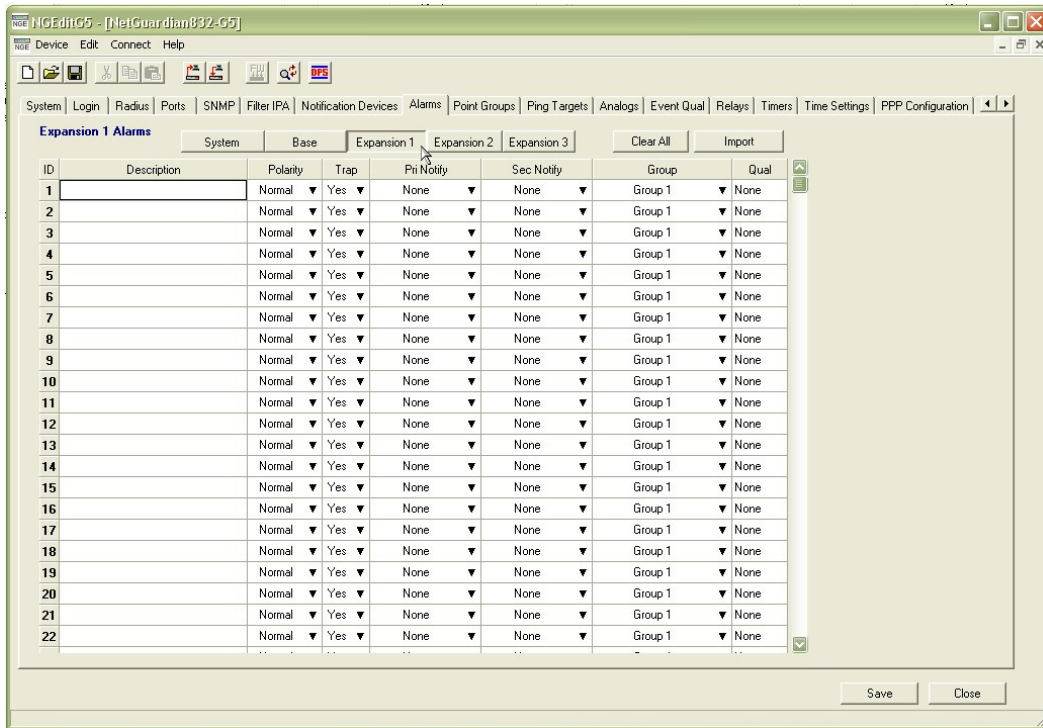 NGEditG5 - [NetGuardian832-G5]
Device Edit Connect Help
DPS
System Login Radius Ports SNMP Filter IPA Notification Devices Alarms Point Groups Ping Targets Analogs Event Qual Relays Timers Time Settings PPP Configuration
Expansion 1 Alarms
System Base Expansion 1 Expansion 2 Expansion 3 Clear All Import
ID Description Polarity Trap Pri Notify Sec Notify Group Qual
1 Normal Yes None None Group 1 None
2 Normal Yes None None Group 1 None
3 Normal Yes None None Group 1 None
4 Normal Yes None None Group 1 None
5 Normal Yes None None Group 1 None
6 Normal Yes None None Group 1 None
7 Normal Yes None None Group 1 None
8 Normal Yes None None Group 1 None
9 Normal Yes None None Group 1 None
10 Normal Yes None None Group 1 None
11 Normal Yes None None Group 1 None
12 Normal Yes None None Group 1 None
13 Normal Yes None None Group 1 None
14 Normal Yes None None Group 1 None
15 Normal Yes None None Group 1 None
16 Normal Yes None None Group 1 None
17 Normal Yes None None Group 1 None
18 Normal Yes None None Group 1 None
19 Normal Yes None None Group 1 None
20 Normal Yes None None Group 1 None
21 Normal Yes None None Group 1 None
22 Normal Yes None None Group 1 None
Save Close